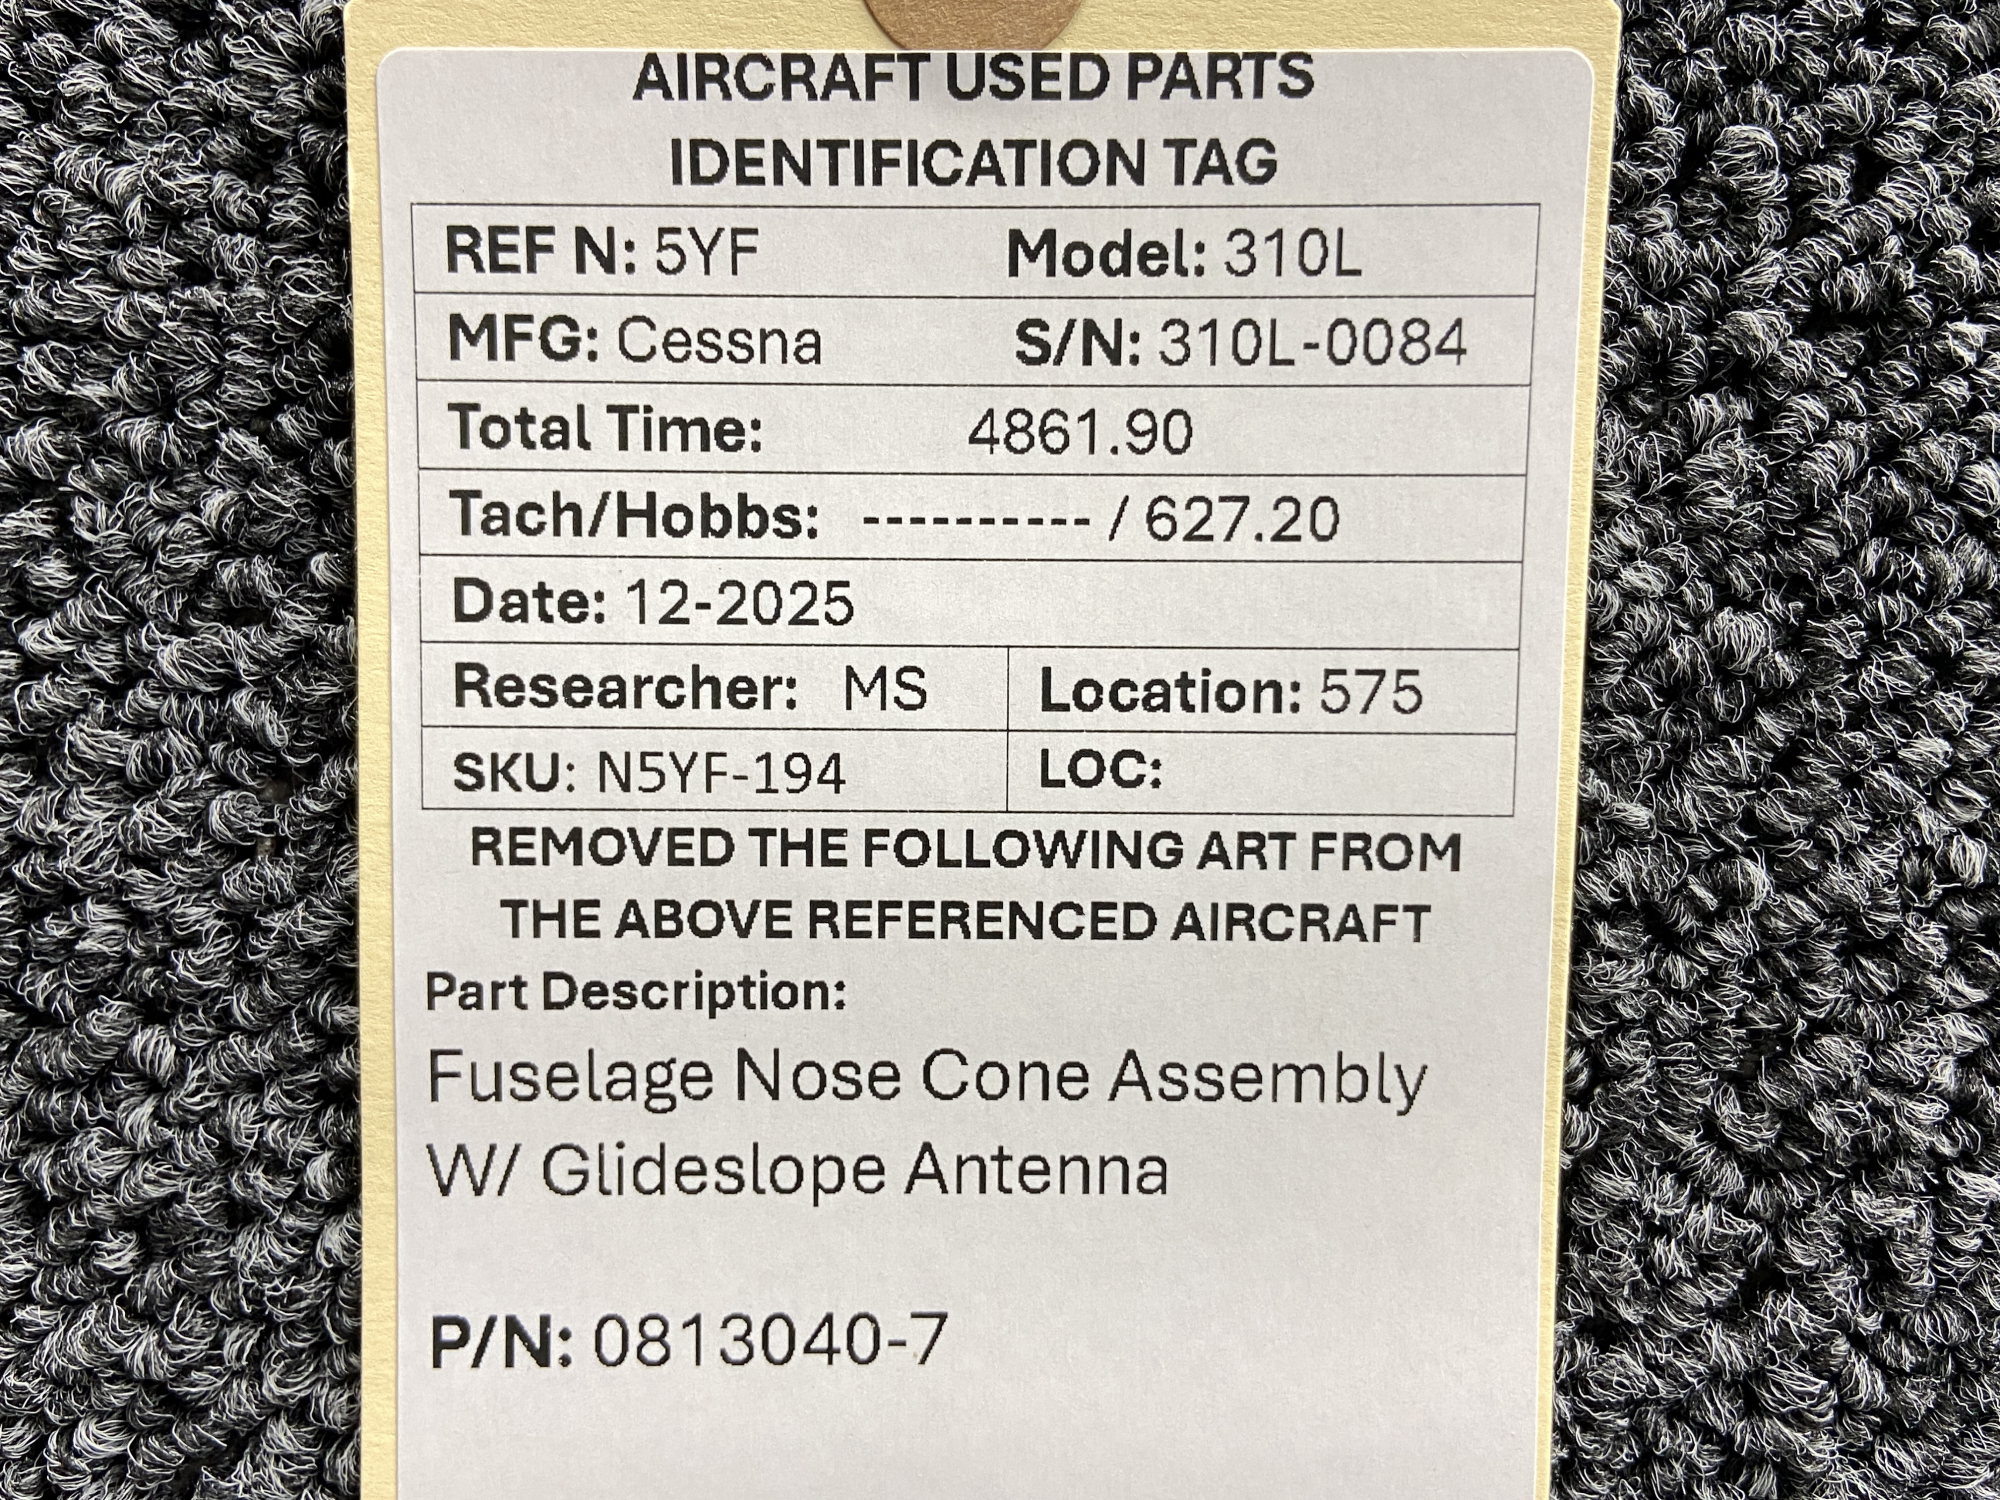 AIRCRAFT USED PARTS
IDENTIFICATION TAG
REF N: 5YF Model: 310L
MFG: Cessna S/N: 310L-0084
Total Time: 4861.90
Tach/Hobbs: ---------- / 627.20
Date: 12-2025
Researcher: MS Location: 575
SKU: N5YF-194 LOC:
REMOVED THE FOLLOWING ART FROM
THE ABOVE REFERENCED AIRCRAFT
Part Description:
Fuselage Nose Cone Assembly
W/ Glideslope Antenna
P/N: 0813040-7